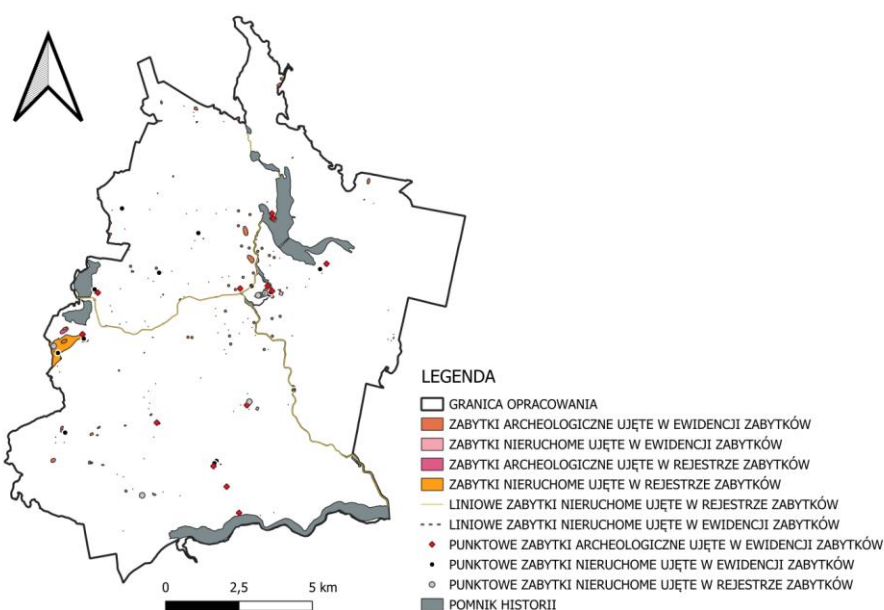 LEGENDA
GRANICA OPRACOWANIA
ZABYTKI ARCHEOLOGICZNE UJĘTE W EWIDENCJI ZABYTKÓW
ZABYTKI NIERUCHOME UJĘTE W EWIDENCJI ZABYTKÓW
ZABYTKI ARCHEOLOGICZNE UJĘTE W REJESTRZE ZABYTKÓW
ZABYTKI NIERUCHOME UJĘTE W REJESTRZE ZABYTKÓW
LINIOWE ZABYTKI NIERUCHOME UJĘTE W REJESTRZE ZABYTKÓW
LINIOWE ZABYTKI NIERUCHOME UJĘTE W EWIDENCJI ZABYTKÓW
PUNKTOWE ZABYTKI ARCHEOLOGICZNE UJĘTE W EWIDENCJI ZABYTKÓW
PUNKTOWE ZABYTKI NIERUCHOME UJĘTE W EWIDENCJI ZABYTKÓW
PUNKTOWE ZABYTKI NIERUCHOME UJĘTE W REJESTRZE ZABYTKÓW
POMNIK HISTORII
0 2,5 5 km